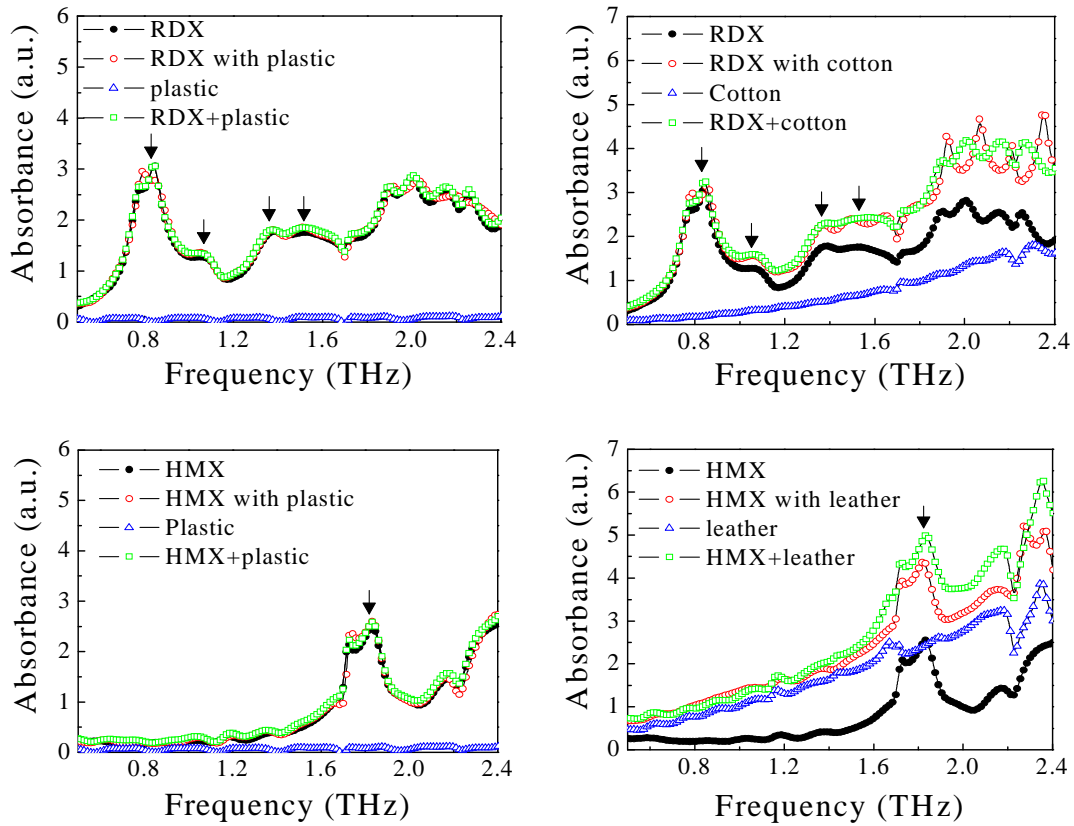 Absorbance (a.u.)
6
5
4
3
2
1
0
— ● — RDX
— ○ — RDX with plastic
— △ — plastic
— □ — RDX+plastic
0.8 1.2 1.6 2.0 2.4
Frequency (THz)
Absorbance (a.u.)
7
6
5
4
3
2
1
0
— ● — RDX
— ○ — RDX with cotton
— △ — Cotton
— □ — RDX+cotton
0.8 1.2 1.6 2.0 2.4
Frequency (THz)
Absorbance (a.u.)
6
5
4
3
2
1
0
— ● — HMX
— ○ — HMX with plastic
— △ — Plastic
— □ — HMX+plastic
0.8 1.2 1.6 2.0 2.4
Frequency (THz)
Absorbance (a.u.)
7
6
5
4
3
2
1
0
— ● — HMX
— ○ — HMX with leather
— △ — leather
— □ — HMX+leather
0.8 1.2 1.6 2.0 2.4
Frequency (THz)